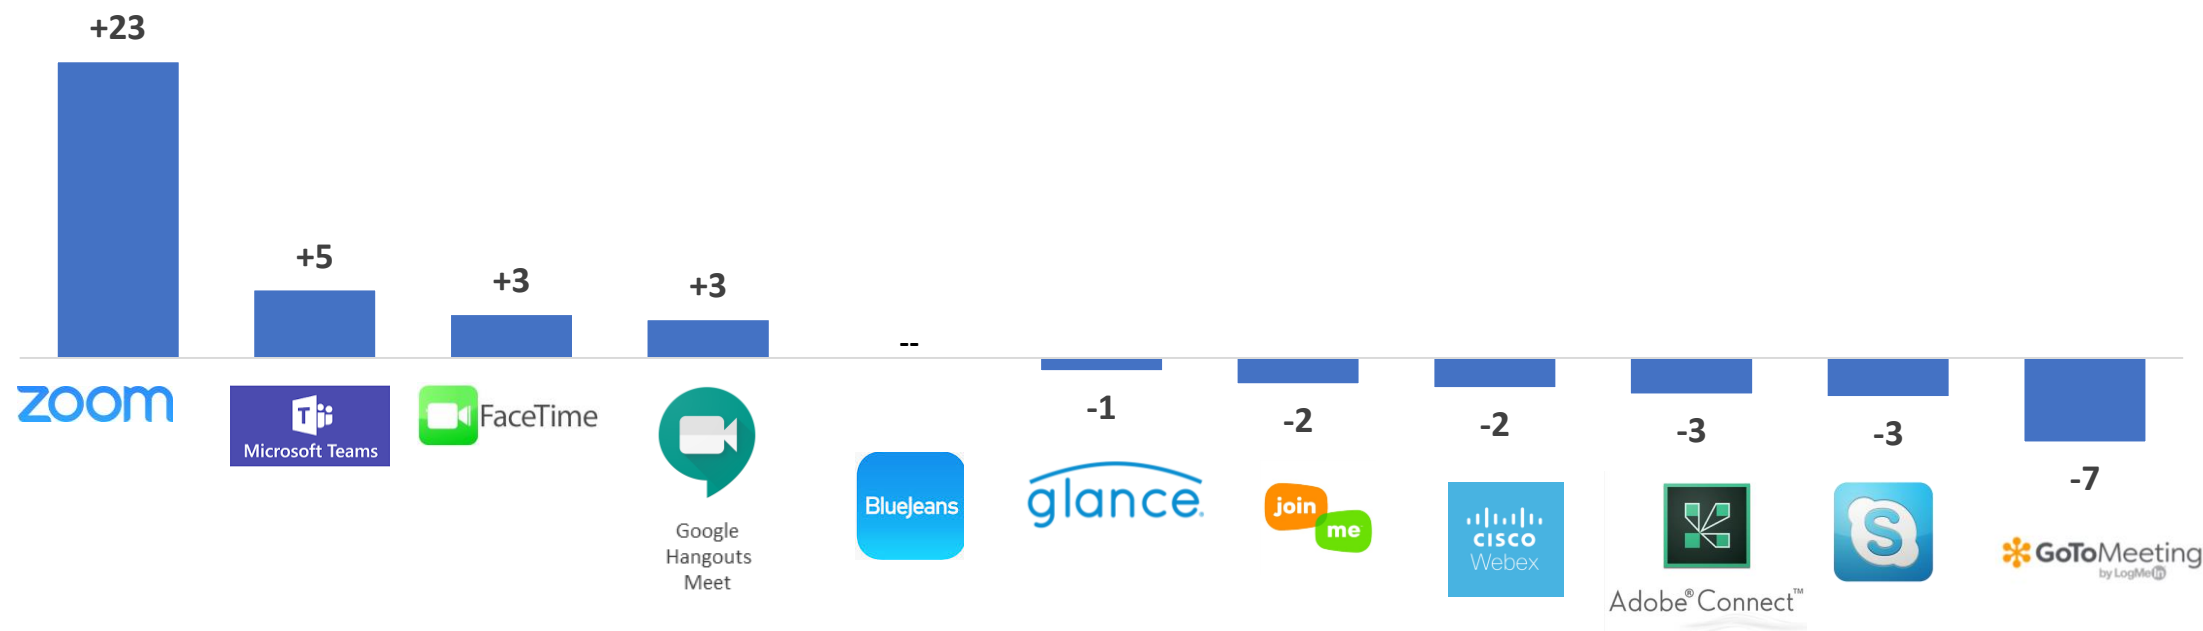 +23
+5
+3
+3
--
-1
-2
-2
-3
-3
-7
zoom
T
Microsoft Teams
FaceTime
Google
Hangouts
Meet
BlueJeans
glance
join
me
CISCO
Webex
Adobe® Connect™
S
GoToMeeting
by LogMeIn